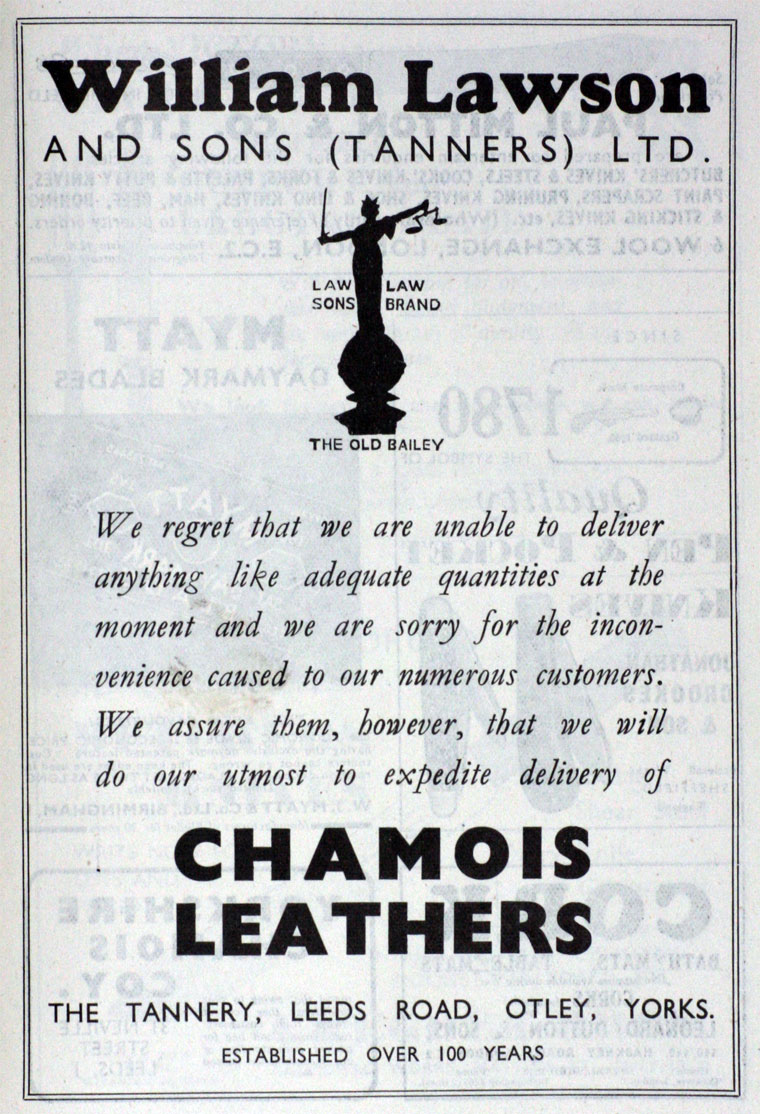 William Lawson
AND SONS (TANNERS) LTD.
LAW LAW
SONS BRAND
THE OLD BAILEY
We regret that we are unable to deliver
anything like adequate quantities at the
moment and we are sorry for the incon-
venience caused to our numerous customers.
We assure them, however, that we will
do our utmost to expedite delivery of
CHAMOIS
LEATHERS
THE TANNERY, LEEDS ROAD, OTLEY, YORKS.
ESTABLISHED OVER 100 YEARS